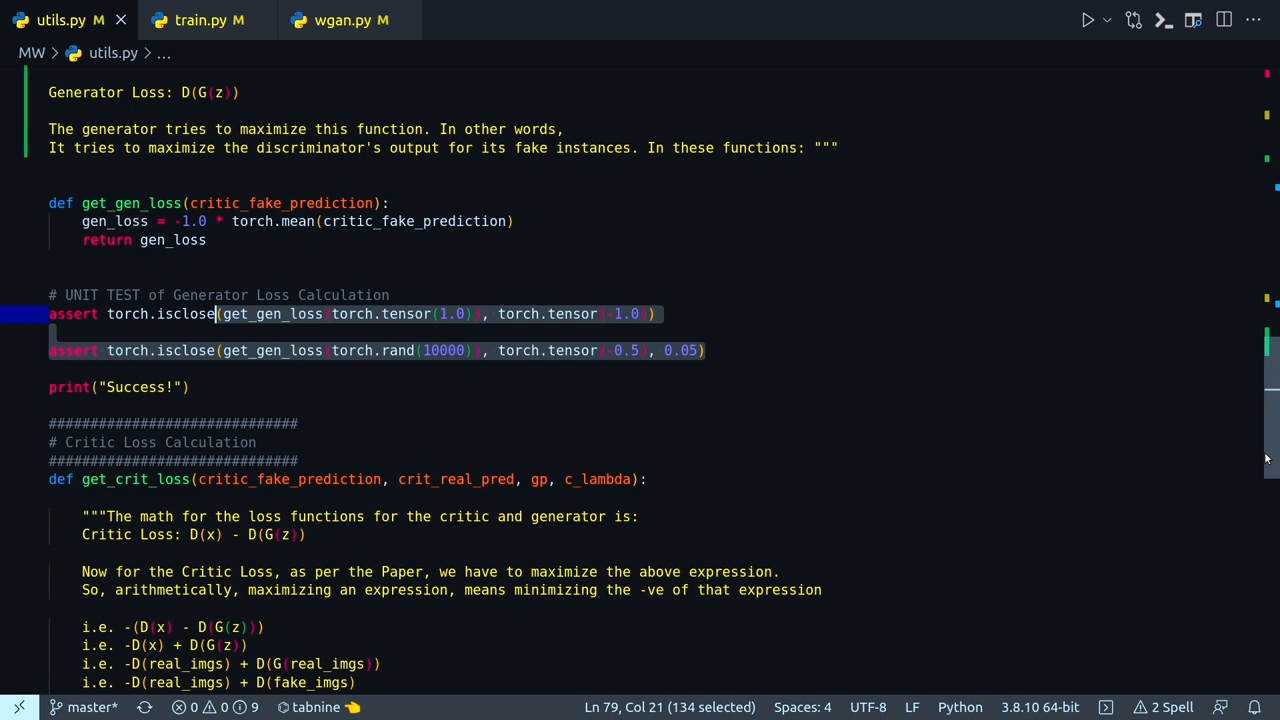 utils.py M
train.py M
wgan.py M
MW > utils.py > ...
Generator Loss: D(G(z))
The generator tries to maximize this function. In other words,
It tries to maximize the discriminator's output for its fake instances. In these functions: """
def get_gen_loss(critic_fake_prediction):
gen_loss = -1.0 * torch.mean(critic_fake_prediction)
return gen_loss
# UNIT TEST of Generator Loss Calculation
assert torch.isclose(get_gen_loss(torch.tensor(1.0)), torch.tensor(-1.0))
assert torch.isclose(get_gen_loss(torch.rand(10000)), torch.tensor(-0.5), 0.05)
print("Success!")
##############################
# Critic Loss Calculation
##############################
def get_crit_loss(critic_fake_prediction, crit_real_pred, gp, c_lambda):
"""The math for the loss functions for the critic and generator is:
Critic Loss: D(x) - D(G(z))
Now for the Critic Loss, as per the Paper, we have to maximize the above expression.
So, arithmetically, maximizing an expression, means minimizing the -ve of that expression
i.e. -(D(x) - D(G(z)))
i.e. -D(x) + D(G(z))
i.e. -D(real_imgs) + D(G(real_imgs))
i.e. -D(real_imgs) + D(fake_imgs)
master* 0 0 9 tabnine Ln 79, Col 21 (134 selected) Spaces: 4 UTF-8 LF Python 3.8.10 64-bit 2 Spell